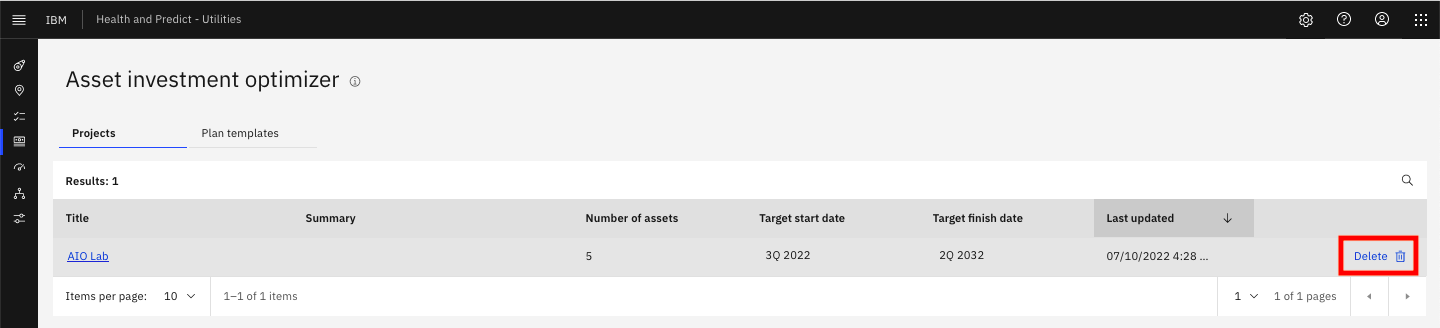 IBM Health and Predict - Utilities
Asset investment optimizer
Projects Plan templates
Results: 1
Title Summary Number of assets Target start date Target finish date Last updated
AIO Lab 5 3Q 2022 2Q 2032 07/10/2022 4:28 ... Delete
Items per page: 10 1–1 of 1 items 1 1 of 1 pages